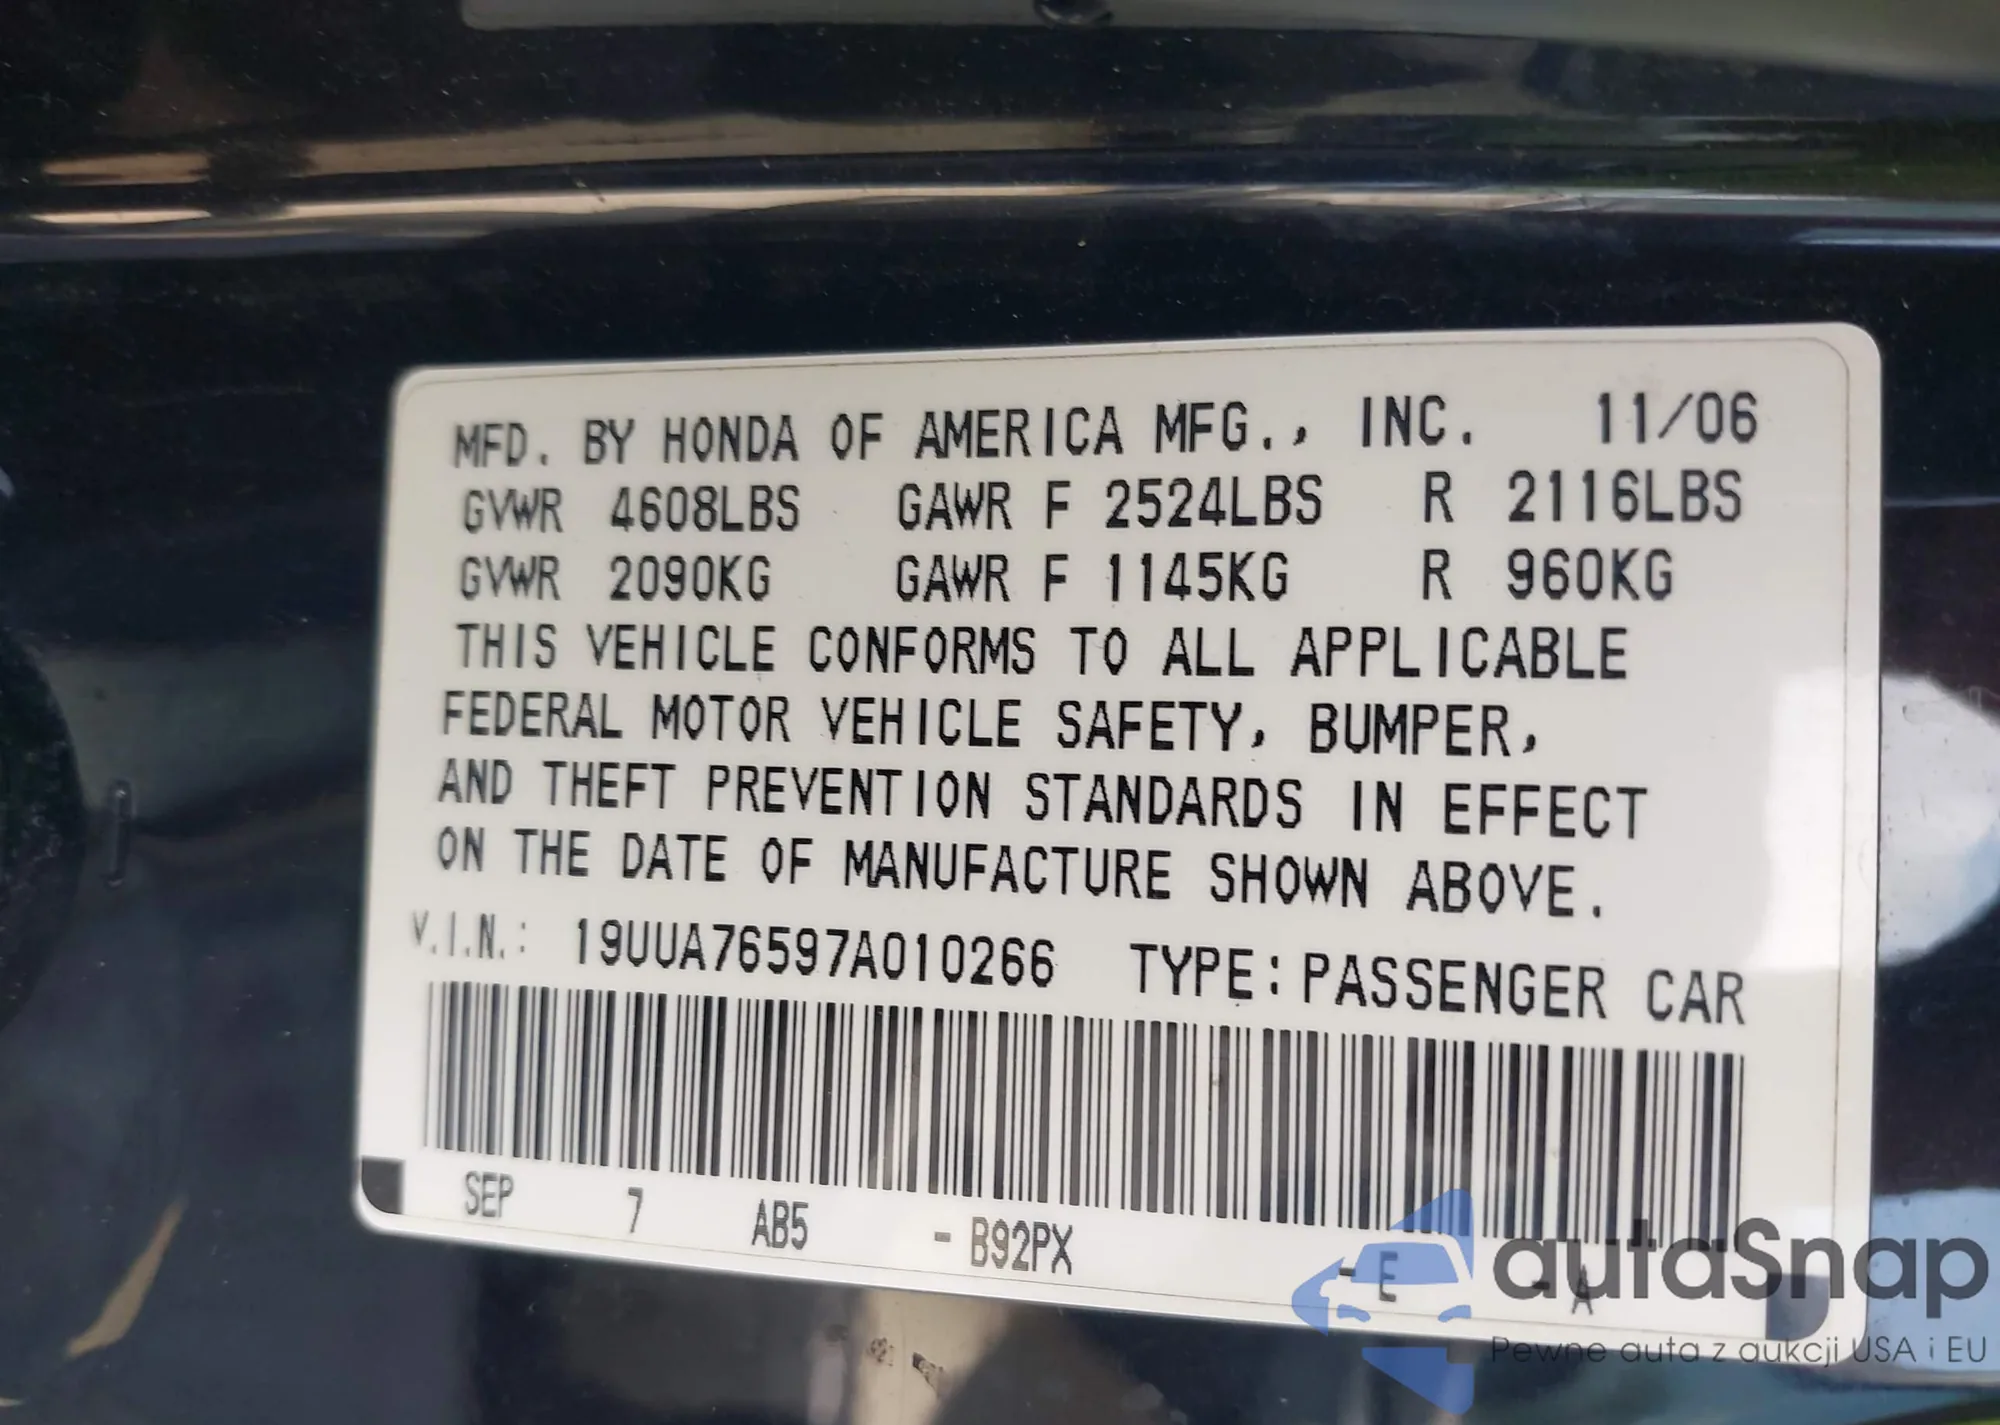 MFD. BY HONDA OF AMERICA MFG., INC. 11/06
GVWR 4608LBS GAWR F 2524LBS R 2116LBS
GVWR 2090KG GAWR F 1145KG R 960KG
THIS VEHICLE CONFORMS TO ALL APPLICABLE
FEDERAL MOTOR VEHICLE SAFETY, BUMPER,
AND THEFT PREVENTION STANDARDS IN EFFECT
ON THE DATE OF MANUFACTURE SHOWN ABOVE.
V.I.N.: 19UUA76597A010266 TYPE: PASSENGER CAR
SEP 7 AB5 - B92PX - E - A
autaSnap
Pewne auta z aukcji USA i EU